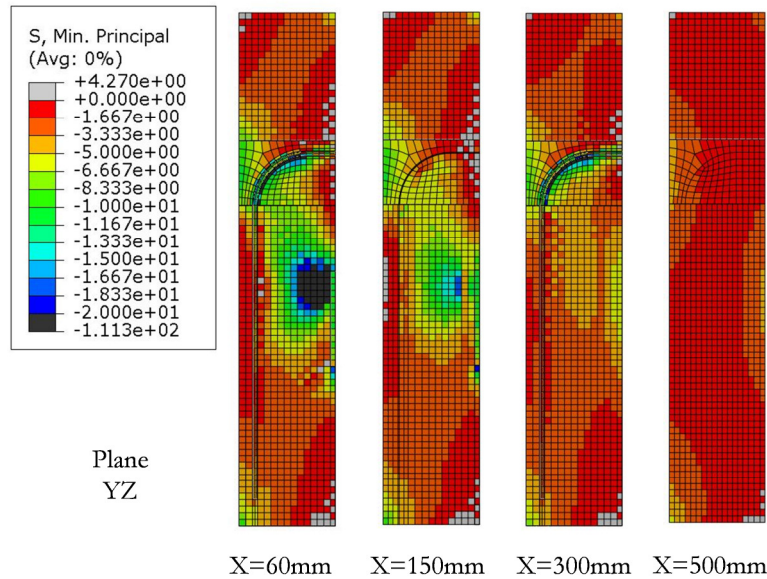 S, Min. Principal
(Avg: 0%)
+4.270e+00
+0.000e+00
-1.667e+00
-3.333e+00
-5.000e+00
-6.667e+00
-8.333e+00
-1.000e+01
-1.167e+01
-1.333e+01
-1.500e+01
-1.667e+01
-1.833e+01
-2.000e+01
-1.113e+02
Plane
YZ
X=60mm X=150mm X=300mm X=500mm